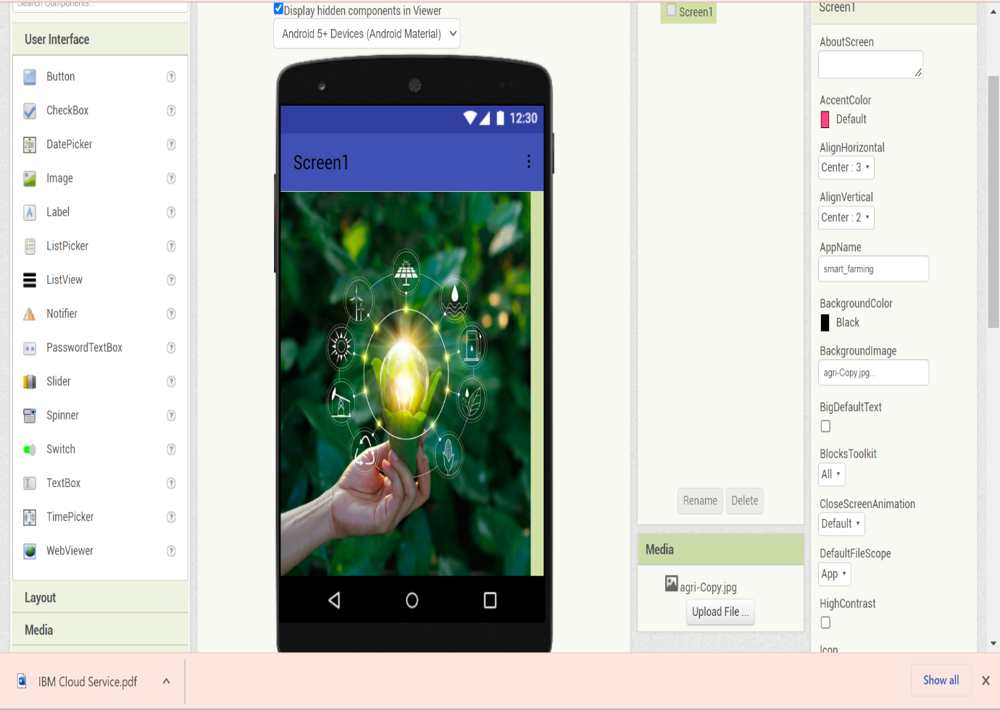 Search Components...
User Interface
Button
CheckBox
DatePicker
Image
Label
ListPicker
ListView
Notifier
PasswordTextBox
Slider
Spinner
Switch
TextBox
TimePicker
WebViewer
Layout
Media
Display hidden components in Viewer
Android 5+ Devices (Android Material)
12:30
Screen1
Screen1
Rename Delete
Media
agri-Copy.jpg
Upload File ...
Screen1
AboutScreen
AccentColor
Default
AlignHorizontal
Center : 3
AlignVertical
Center : 2
AppName
smart_farming
BackgroundColor
Black
BackgroundImage
agri-Copy.jpg...
BigDefaultText
BlocksToolkit
All
CloseScreenAnimation
Default
DefaultFileScope
App
HighContrast
Icon
IBM Cloud Service.pdf
Show all